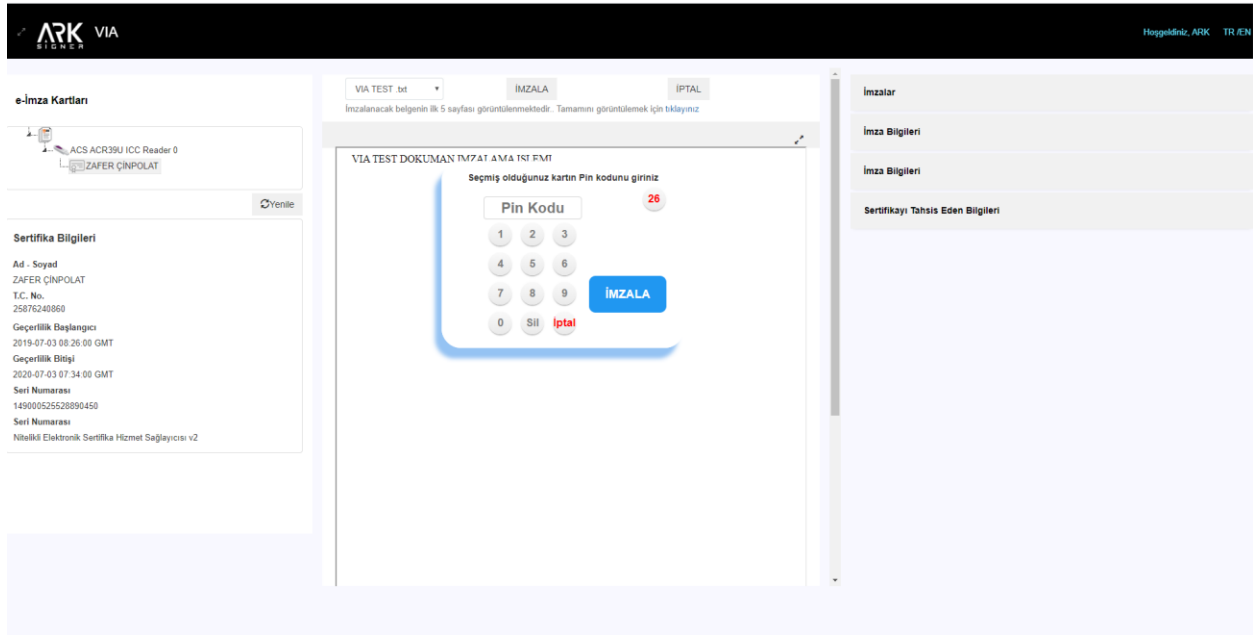 ARK
SIGNER
VIA
Hoşgeldiniz, ARK TR /EN
e-İmza Kartları
ACS ACR39U ICC Reader 0
ZAFER ÇİNPOLAT
Yenile
Sertifika Bilgileri
Ad - Soyad
ZAFER ÇİNPOLAT
T.C. No.
25876240860
Geçerlilik Başlangıcı
2019-07-03 08:26:00 GMT
Geçerlilik Bitişi
2020-07-03 07:34:00 GMT
Seri Numarası
149000525528890450
Seri Numarası
Nitelikli Elektronik Sertifika Hizmet Sağlayıcısı v2
VIA TEST .txt İMZALA İPTAL
İmzalanacak belgenin ilk 5 sayfası görüntülenmektedir.. Tamamını görüntülemek için tıklayınız
VIA TEST DOKUMAN IMZALAMA ISLEMI
Seçmiş olduğunuz kartın Pin kodunu giriniz
Pin Kodu 26
1 2 3
4 5 6
7 8 9 İMZALA
0 Sil İptal
İmzalar
İmza Bilgileri
İmza Bilgileri
Sertifikayı Tahsis Eden Bilgileri